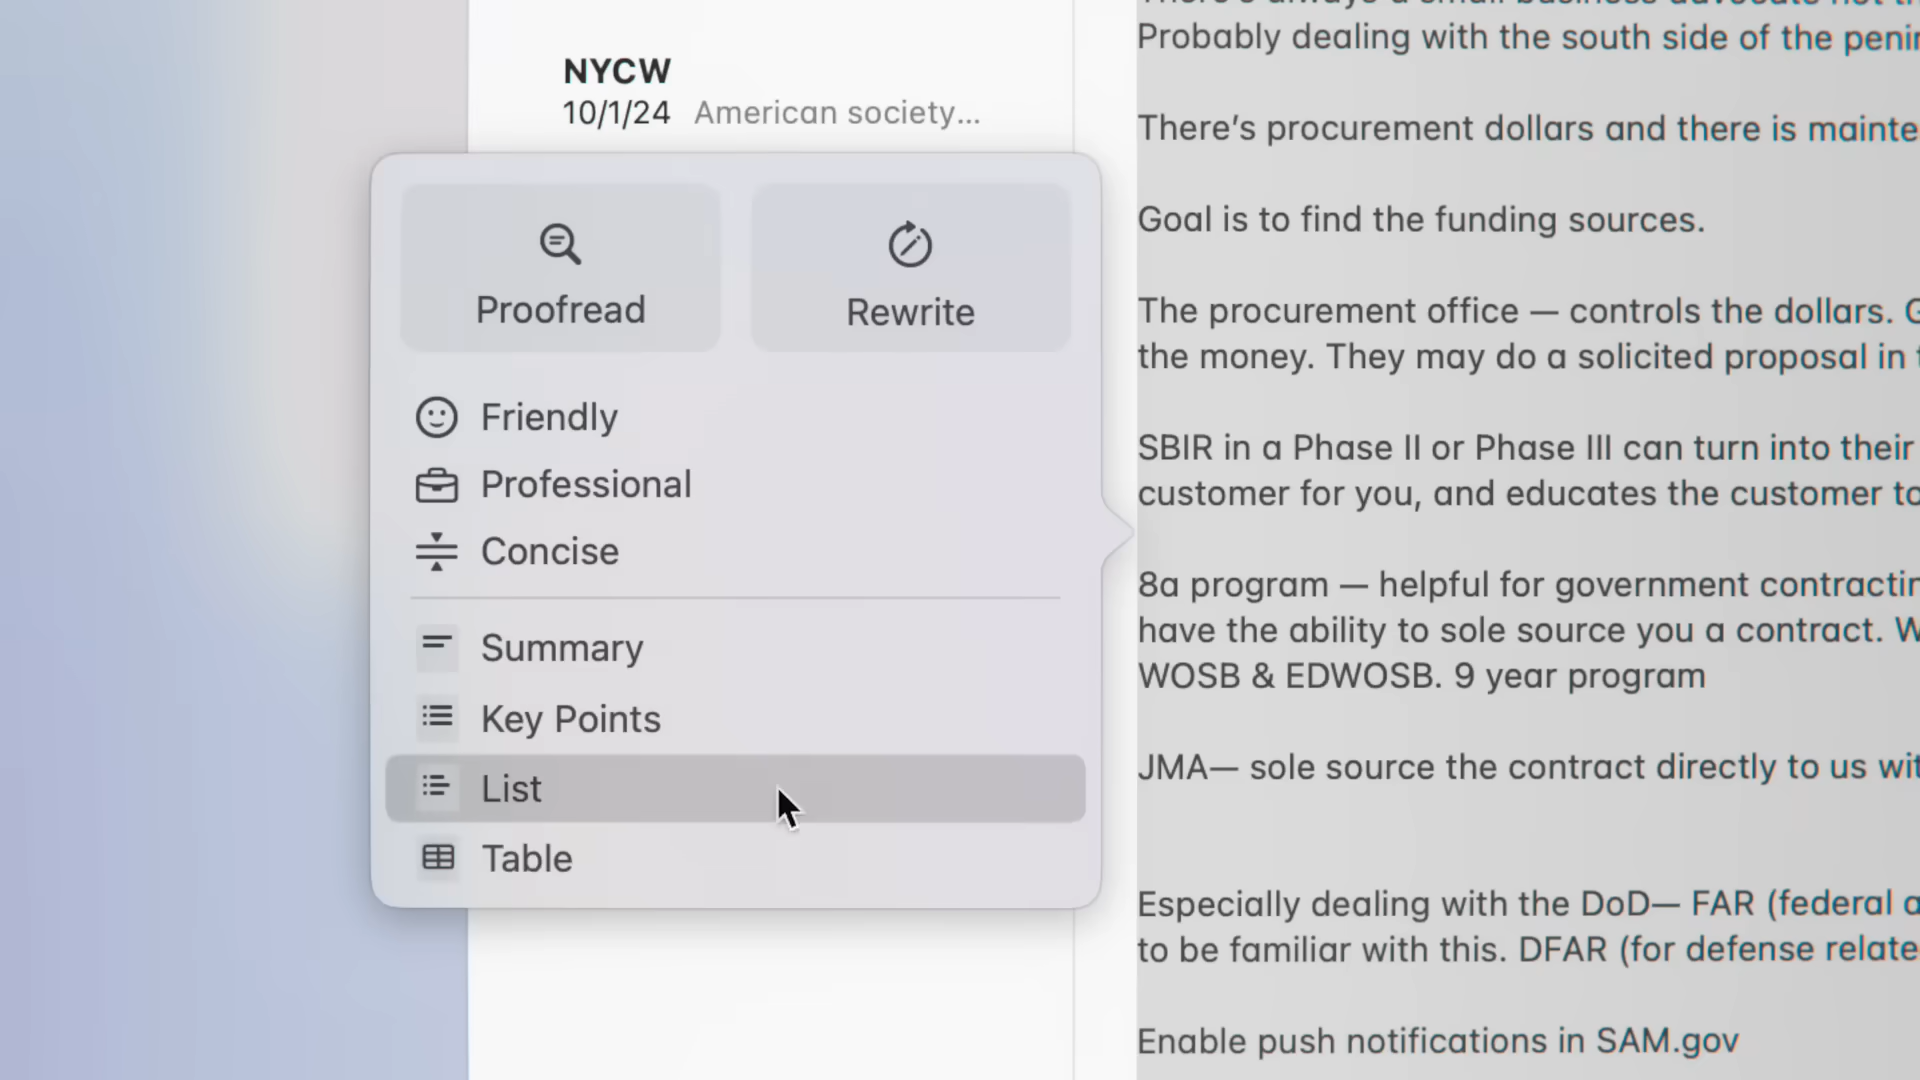 NYCW
10/1/24 American society...
Proofread
Rewrite
Friendly
Professional
Concise
Summary
Key Points
List
Table
Probably dealing with the south side of the
There's procurement dollars and there is
Goal is to find the funding sources.
The procurement office — controls the dollars.
the money. They may do a solicited proposal in
SBIR in a Phase II or Phase III can turn into their
customer for you, and educates the customer
8a program — helpful for government
have the ability to sole source you a contract.
WOSB & EDWOSB. 9 year program
JMA— sole source the contract directly to us
Especially dealing with the DoD— FAR (federal
to be familiar with this. DFAR (for defense
Enable push notifications in SAM.gov